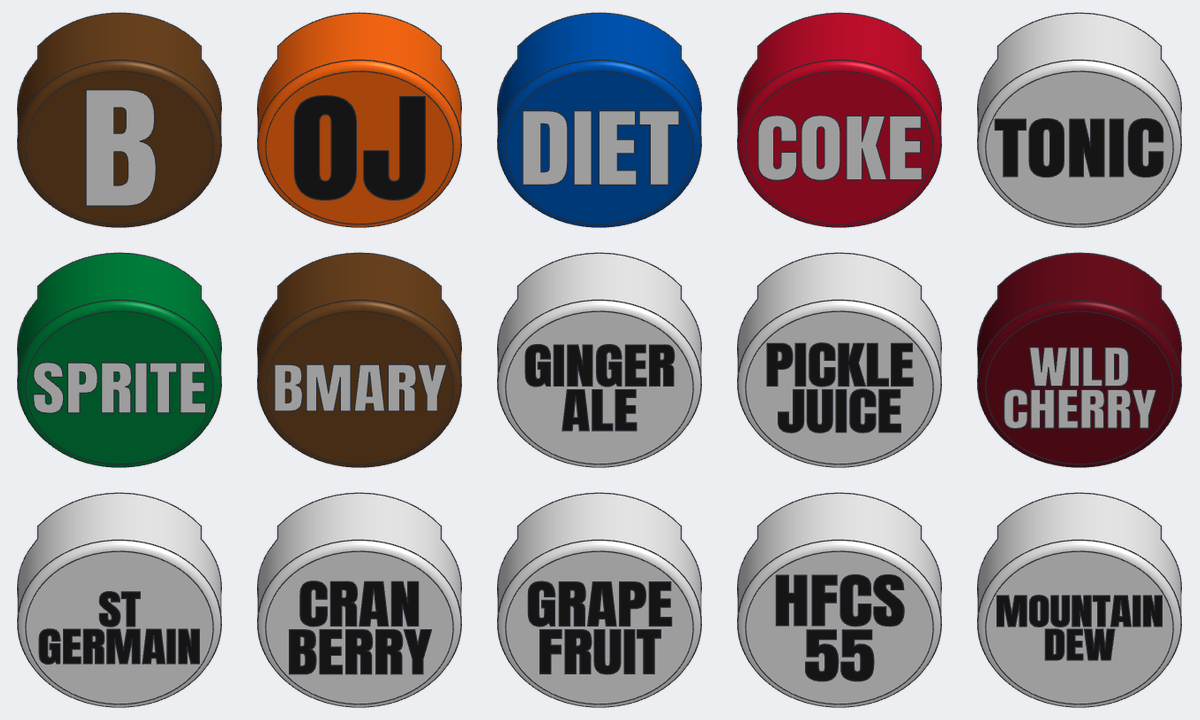 B
OJ
DIET
COKE
TONIC
SPRITE
BMARY
GINGER
ALE
PICKLE
JUICE
WILD
CHERRY
ST
GERMAIN
CRAN
BERRY
GRAPE
FRUIT
HFCS
55
MOUNTAIN
DEW